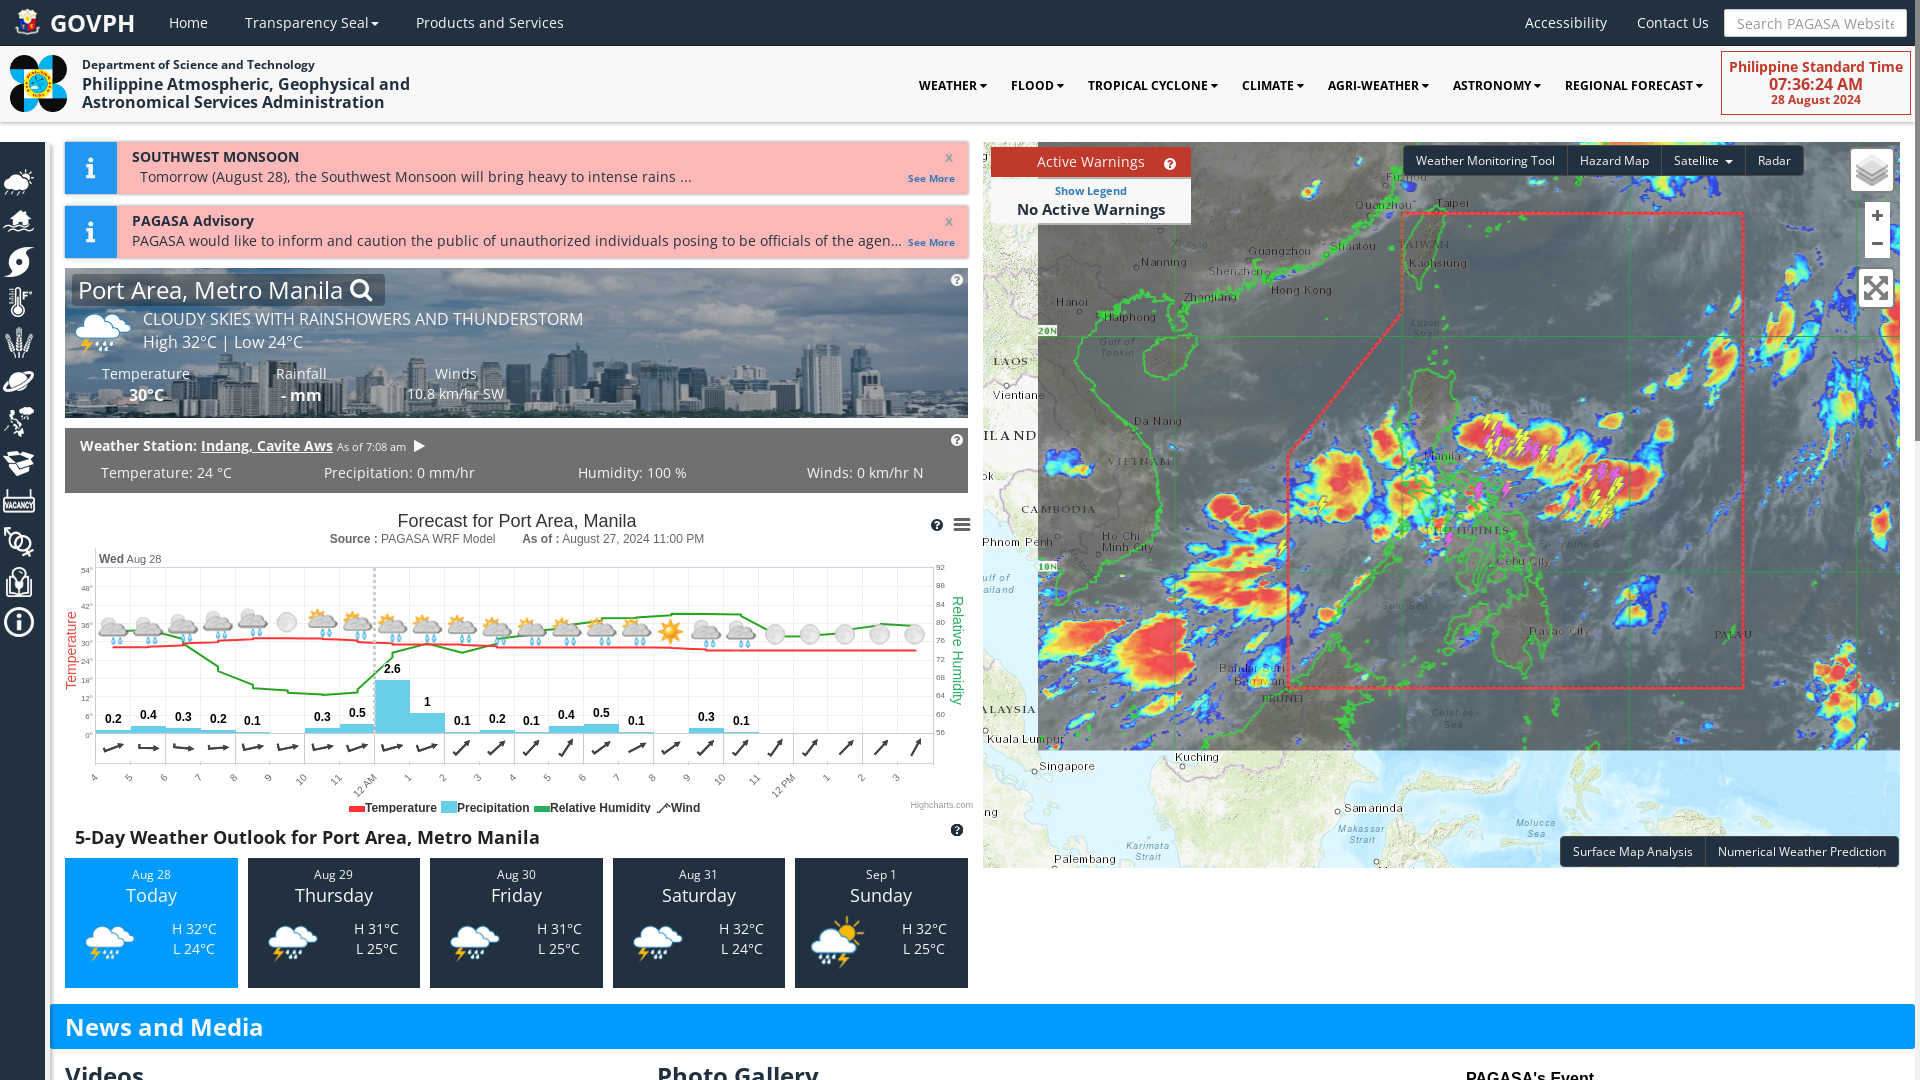 GOVPH
Home
Transparency Seal
Products and Services
Accessibility
Contact Us
Search PAGASA Website
Department of Science and Technology
Philippine Atmospheric, Geophysical and
Astronomical Services Administration
WEATHER
FLOOD
TROPICAL CYCLONE
CLIMATE
AGRI-WEATHER
ASTRONOMY
REGIONAL FORECAST
Philippine Standard Time
07:36:24 AM
28 August 2024
SOUTHWEST MONSOON
x
Tomorrow (August 28), the Southwest Monsoon will bring heavy to intense rains ...
See More
PAGASA Advisory
x
PAGASA would like to inform and caution the public of unauthorized individuals posing to be officials of the agen...
See More
Port Area, Metro Manila
CLOUDY SKIES WITH RAINSHOWERS AND THUNDERSTORM
High 32°C | Low 24°C
Temperature
Rainfall
Winds
30°C
- mm
10.8 km/hr SW
Weather Station: Indang, Cavite Aws As of 7:08 am
Temperature: 24 °C
Precipitation: 0 mm/hr
Humidity: 100 %
Winds: 0 km/hr N
Forecast for Port Area, Manila
Source : PAGASA WRF Model As of : August 27, 2024 11:00 PM
Wed Aug 28
Temperature
54° 48° 42° 36° 30° 24° 18° 12° 6° 0°
92 88 84 80 76 72 68 64 60 56
Relative Humidity
0.2 0.4 0.3 0.2 0.1 0.3 0.5 2.6 1 0.1 0.2 0.1 0.4 0.5 0.1 0.3 0.1
4 5 6 7 8 9 10 11 12 AM 1 2 3 4 5 6 7 8 9 10 11 12 PM 1 2 3
Temperature Precipitation Relative Humidity Wind
Highcharts.com
5-Day Weather Outlook for Port Area, Metro Manila
Aug 28
Today
H 32°C
L 24°C
Aug 29
Thursday
H 31°C
L 25°C
Aug 30
Friday
H 31°C
L 25°C
Aug 31
Saturday
H 32°C
L 24°C
Sep 1
Sunday
H 32°C
L 25°C
VACANCY
Active Warnings
Show Legend
No Active Warnings
Weather Monitoring Tool
Hazard Map
Satellite
Radar
+
−
Fuzhou
Taipei
Quanzhou
TAIWAN
Shantou
Guangzhou
Kaohsiung
Nanning
Shenzhen
Hong Kong
Zhanjiang
Hanoi
Haiphong
20N
Luzon
Strait
Gulf of
Tonkin
LAOS
Vientiane
Da Nang
ILAND
Manila
VIETNAM
CAMBODIA
PHILIPPINES
Phnom Penh
Ho Chi
Minh City
Philippine Sea
Cebu City
10N
ulf of
ailand
Sulu Sea
Davao City
PALAU
Bandar Seri
Begawan
BRUNEI
ALAYSIA
Celebes
Sea
Kuala Lumpur
Kuching
Singapore
ng
Samarinda
Makassar
Strait
Molucca
Sea
Karimata
Strait
Palembang
Surface Map Analysis
Numerical Weather Prediction
News and Media
Videos
Photo Gallery
PAGASA's Event